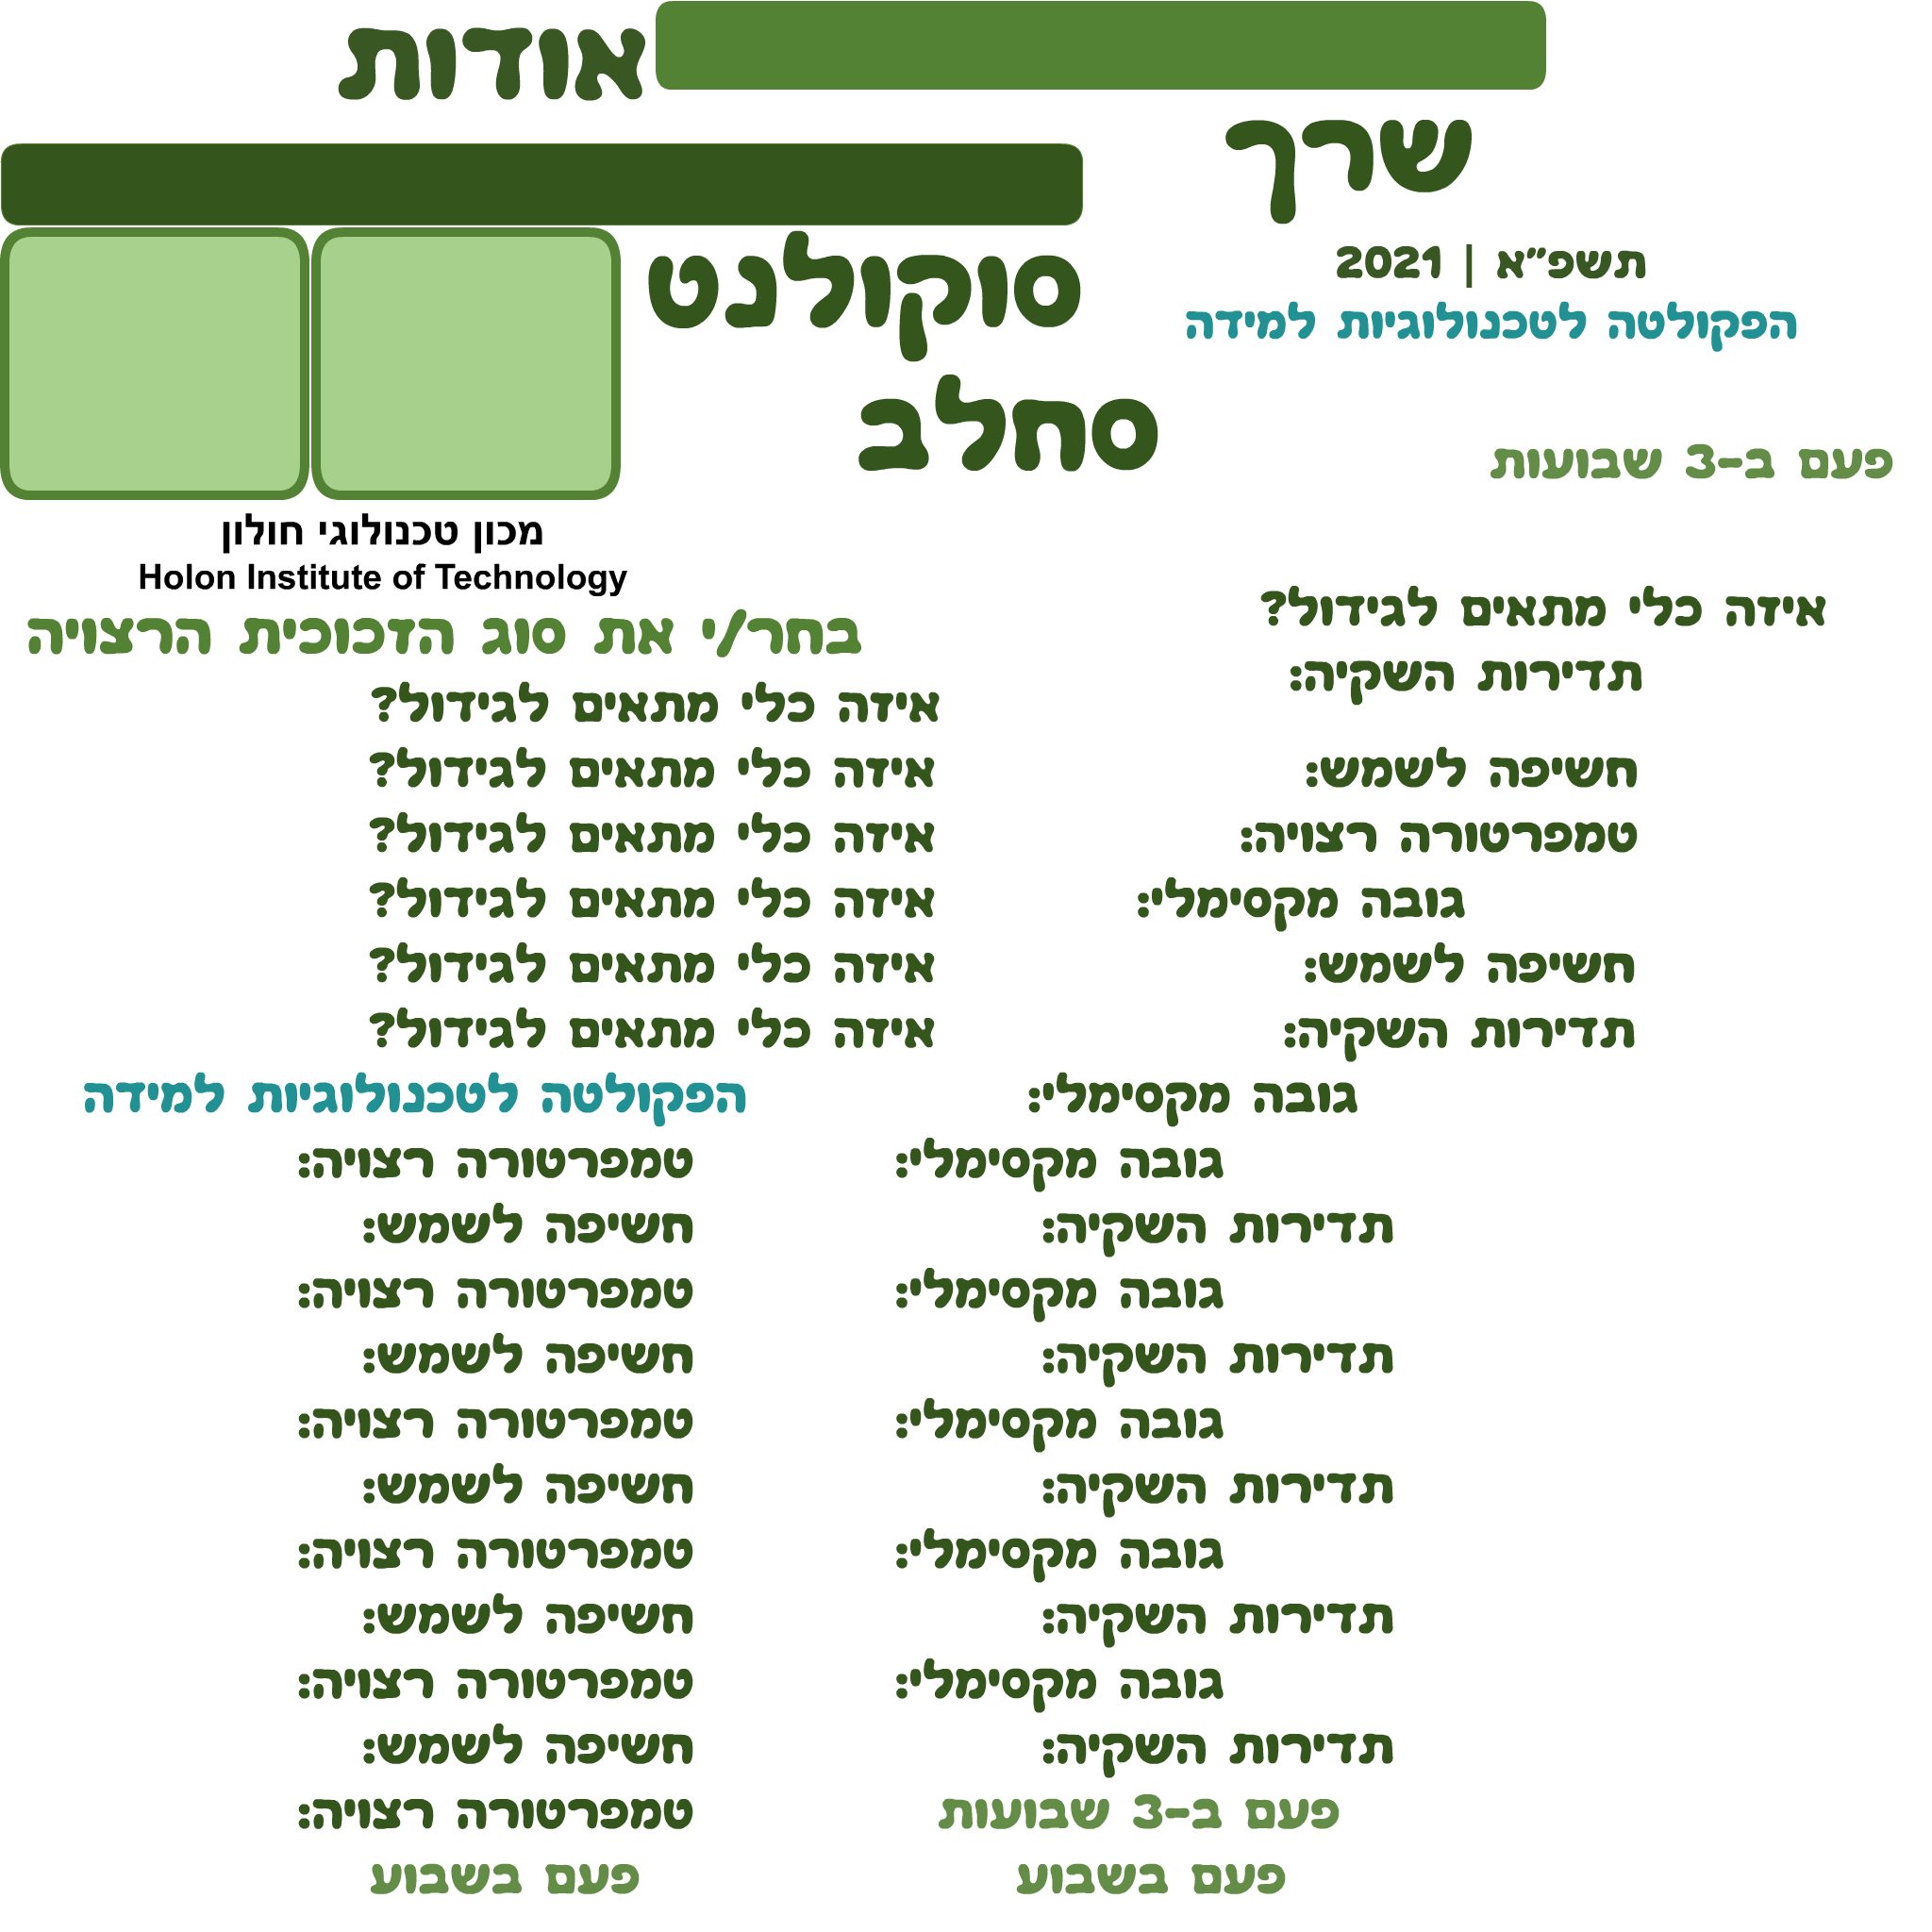 אודות
שרך
תשפ״א | 2021
סוקולנט
הפקולטה לטכנולוגיות למידה
סחלב
פעם ב-3 שבועות
מכון טכנולוגי חולון
Holon Institute of Technology
איזה כלי מתאים לגידול?
בחר/י את סוג הזכוכית הרצויה
תדירות השקיה:
איזה כלי מתאים לגידול?
חשיפה לשמש:
איזה כלי מתאים לגידול?
טמפרטורה רצויה:
איזה כלי מתאים לגידול?
גובה מקסימלי:
איזה כלי מתאים לגידול?
חשיפה לשמש:
איזה כלי מתאים לגידול?
תדירות השקיה:
איזה כלי מתאים לגידול?
גובה מקסימלי:
הפקולטה לטכנולוגיות למידה
גובה מקסימלי:
טמפרטורה רצויה:
תדירות השקיה:
חשיפה לשמש:
גובה מקסימלי:
טמפרטורה רצויה:
תדירות השקיה:
חשיפה לשמש:
גובה מקסימלי:
טמפרטורה רצויה:
תדירות השקיה:
חשיפה לשמש:
גובה מקסימלי:
טמפרטורה רצויה:
תדירות השקיה:
חשיפה לשמש:
גובה מקסימלי:
טמפרטורה רצויה:
תדירות השקיה:
חשיפה לשמש:
פעם ב-3 שבועות
טמפרטורה רצויה:
פעם בשבוע
פעם בשבוע